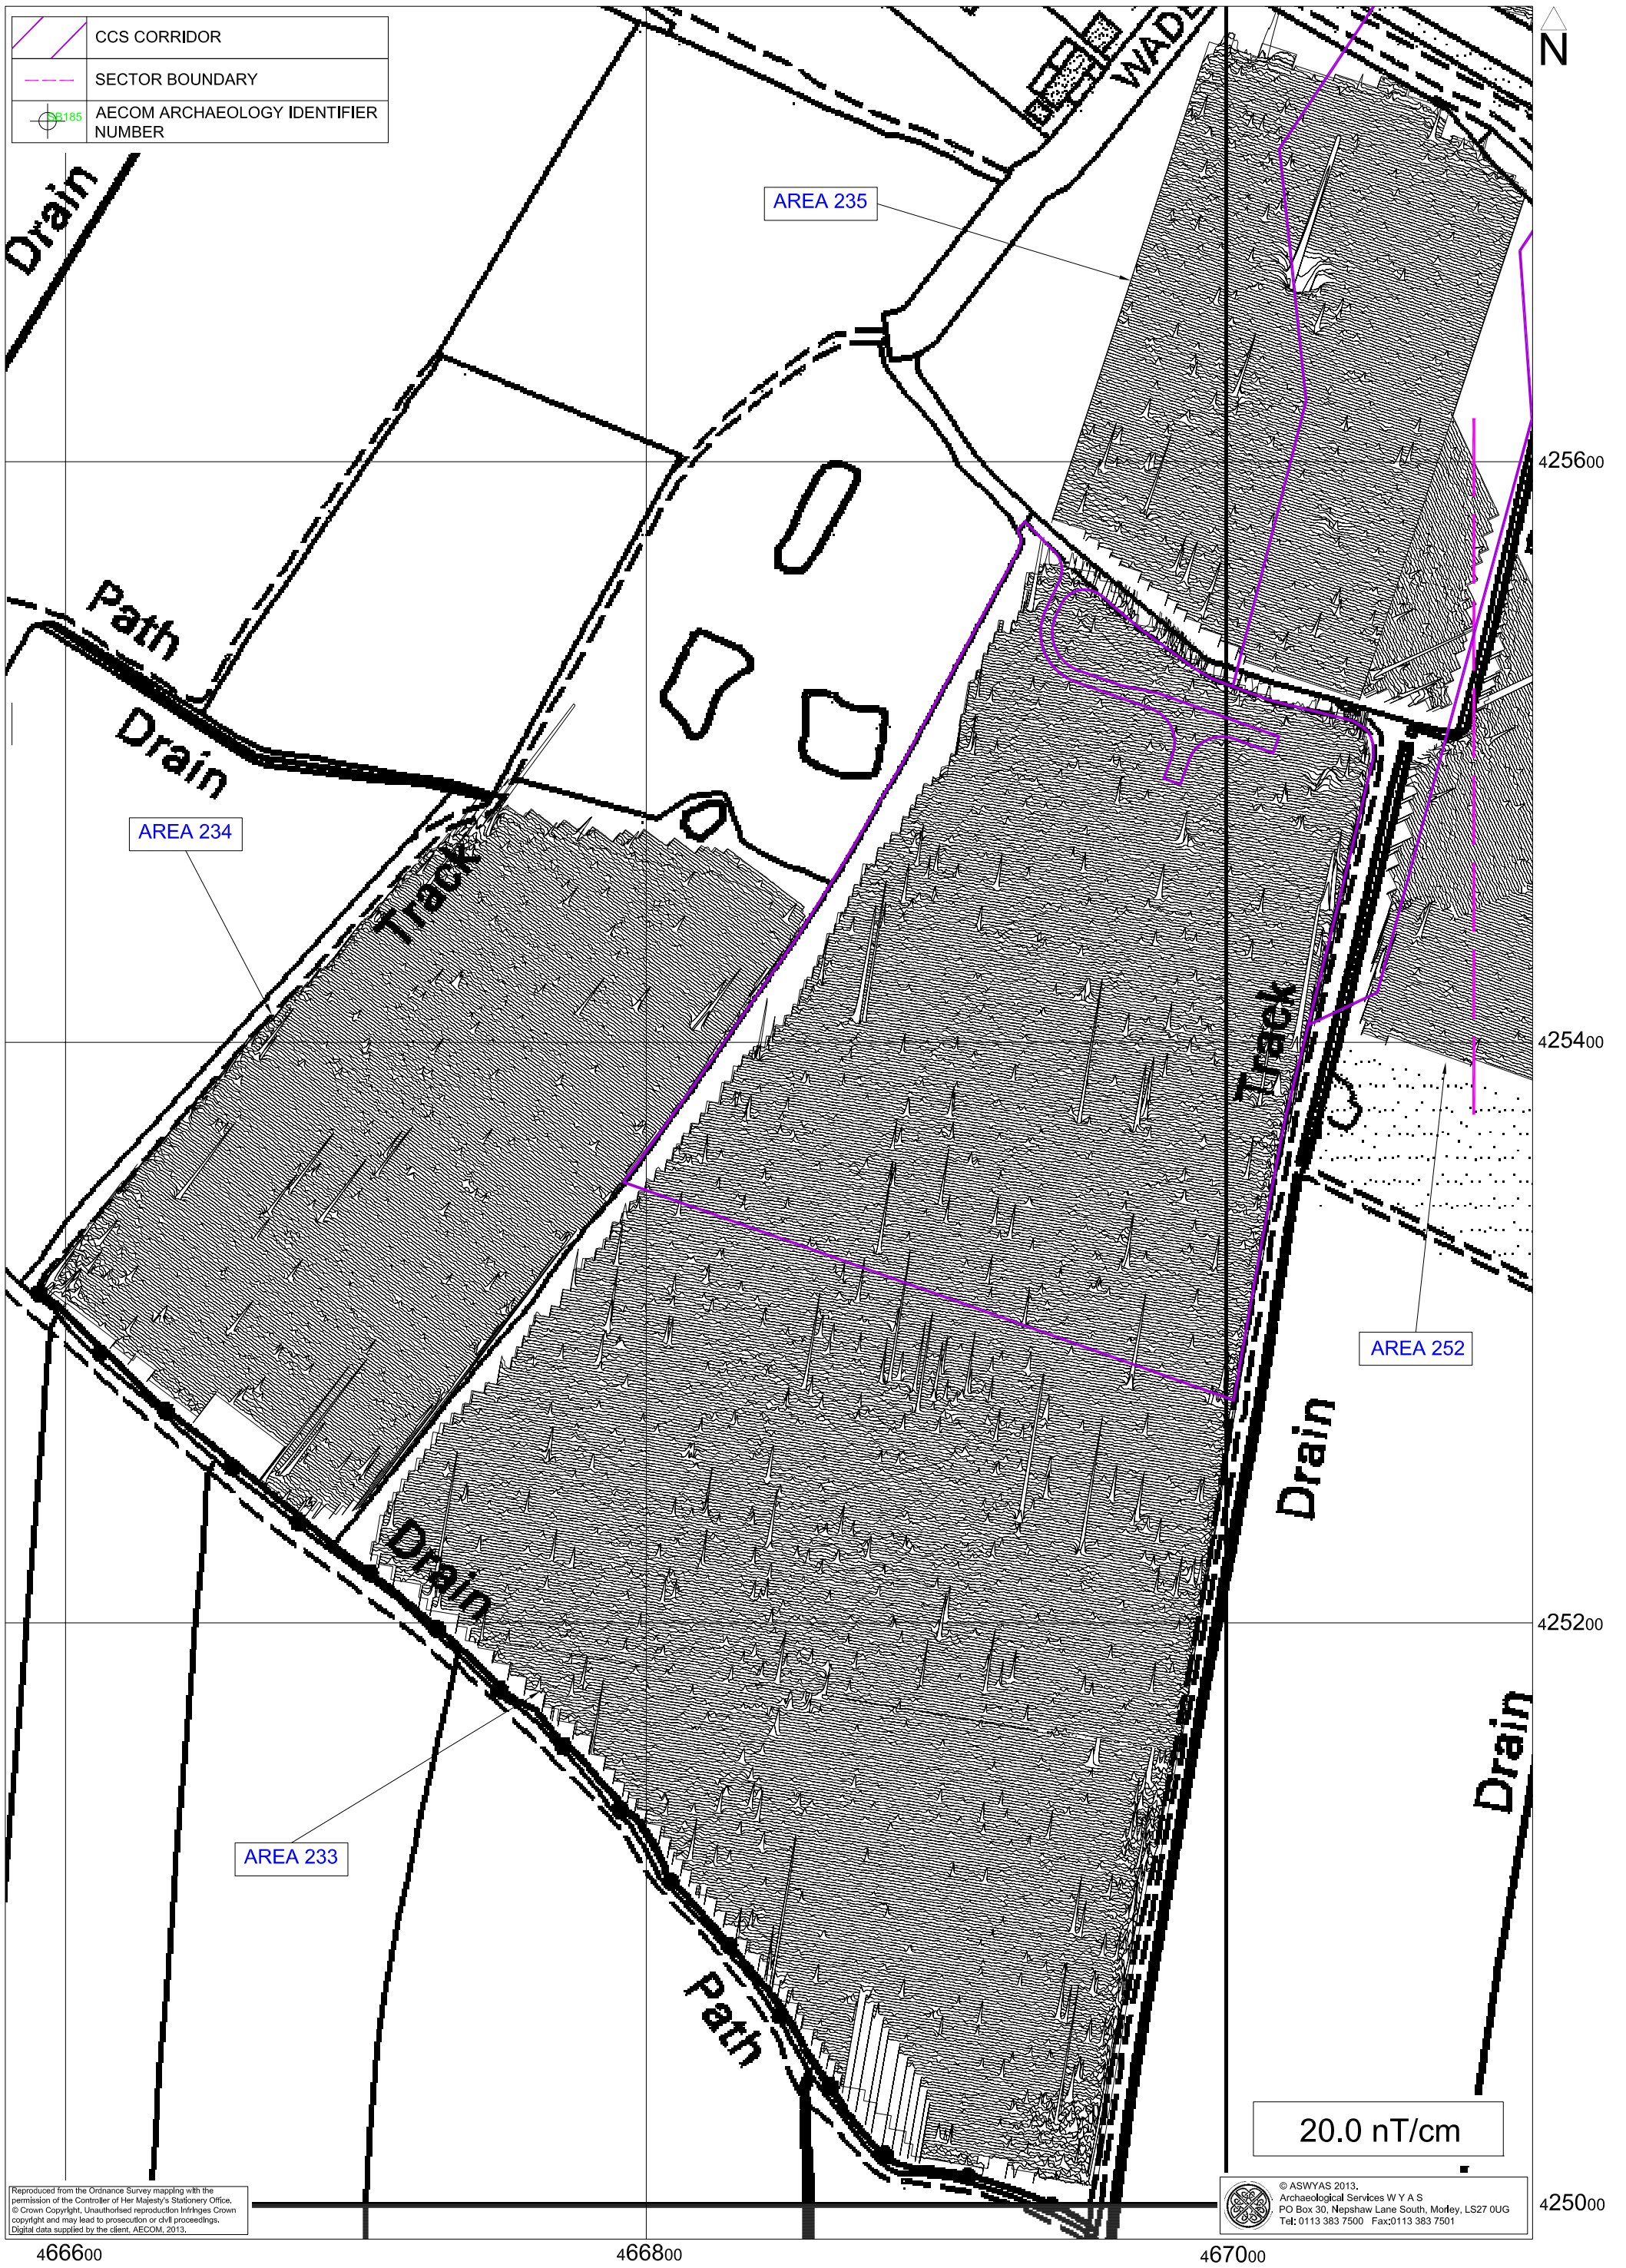 CCS CORRIDOR
SECTOR BOUNDARY
SB185
AECOM ARCHAEOLOGY IDENTIFIER
NUMBER
N
Drain
AREA 235
425600
Path
Drain
AREA 234
Track
Track
425400
AREA 252
Drain
Drain
425200
Drain
AREA 233
Path
20.0 nT/cm
Reproduced from the Ordnance Survey mapping with the
permission of the Controller of Her Majesty's Stationery Office.
© Crown Copyright. Unauthorised reproduction infringes Crown
copyright and may lead to prosecution or civil proceedings.
Digital data supplied by the client, AECOM, 2013.
© ASWYAS 2013.
Archaeological Services W Y A S
PO Box 30, Nepshaw Lane South, Morley, LS27 0UG
Tel: 0113 383 7500 Fax: 0113 383 7501
425000
466600
466800
467000